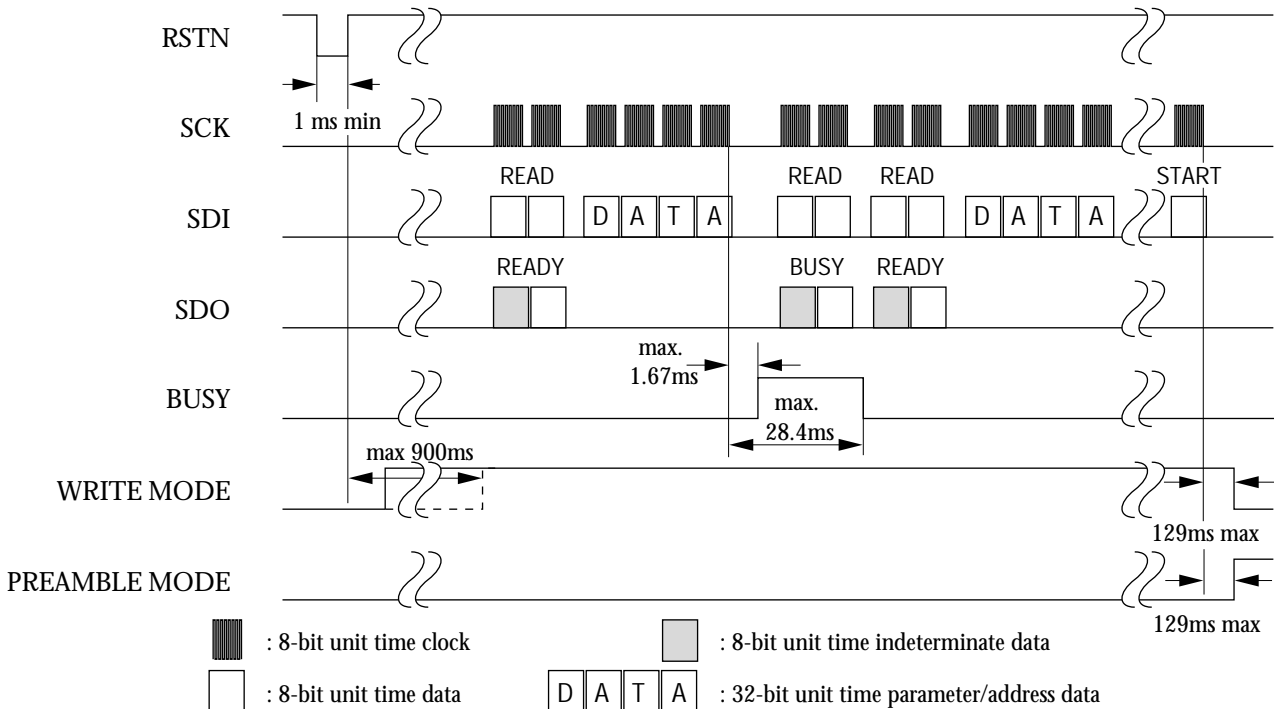 RSTN
1 ms min
SCK
READ READ READ START
SDI
D A T A D A T A
READY BUSY READY
SDO
max.
1.67ms
BUSY
max.
28.4ms
max 900ms
WRITE MODE
129ms max
PREAMBLE MODE
129ms max
: 8-bit unit time clock : 8-bit unit time indeterminate data
: 8-bit unit time data D A T A : 32-bit unit time parameter/address data